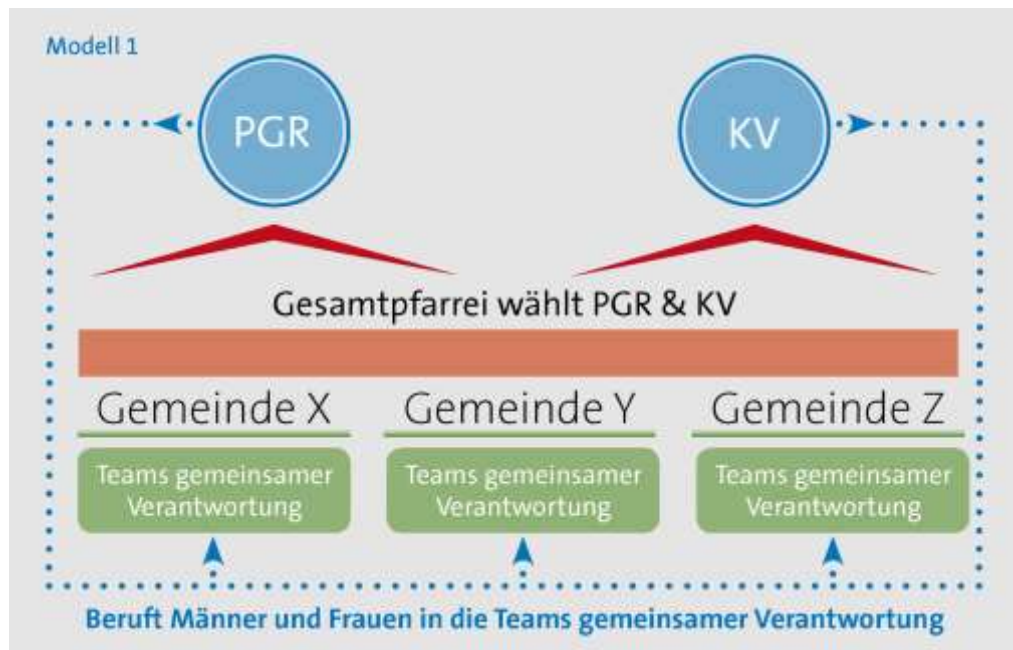 Modell 1
PGR
KV
Gesamtpfarrei wählt PGR & KV
Gemeinde X
Gemeinde Y
Gemeinde Z
Teams gemeinsamer
Verantwortung
Teams gemeinsamer
Verantwortung
Teams gemeinsamer
Verantwortung
Beruft Männer und Frauen in die Teams gemeinsamer Verantwortung